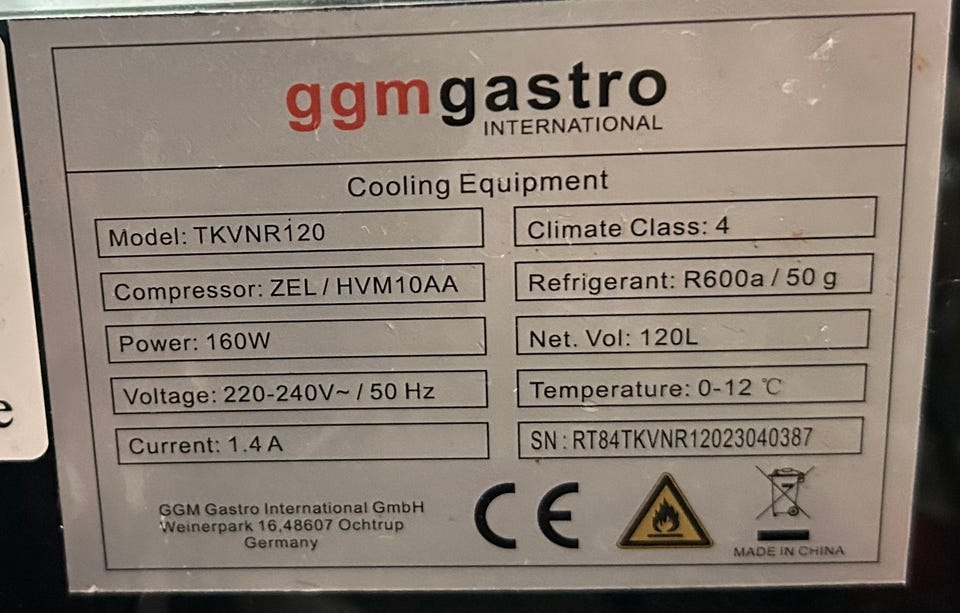 ggmgastro
INTERNATIONAL
Cooling Equipment
Model: TKVNR120
Climate Class: 4
Compressor: ZEL / HVM10AA
Refrigerant: R600a / 50 g
Power: 160W
Net. Vol: 120L
Voltage: 220-240V~ / 50 Hz
Temperature: 0-12 ℃
Current: 1.4 A
SN : RT84TKVNR12023040387
GGM Gastro International GmbH
Weinerpark 16,48607 Ochtrup
Germany
CE
MADE IN CHINA
e